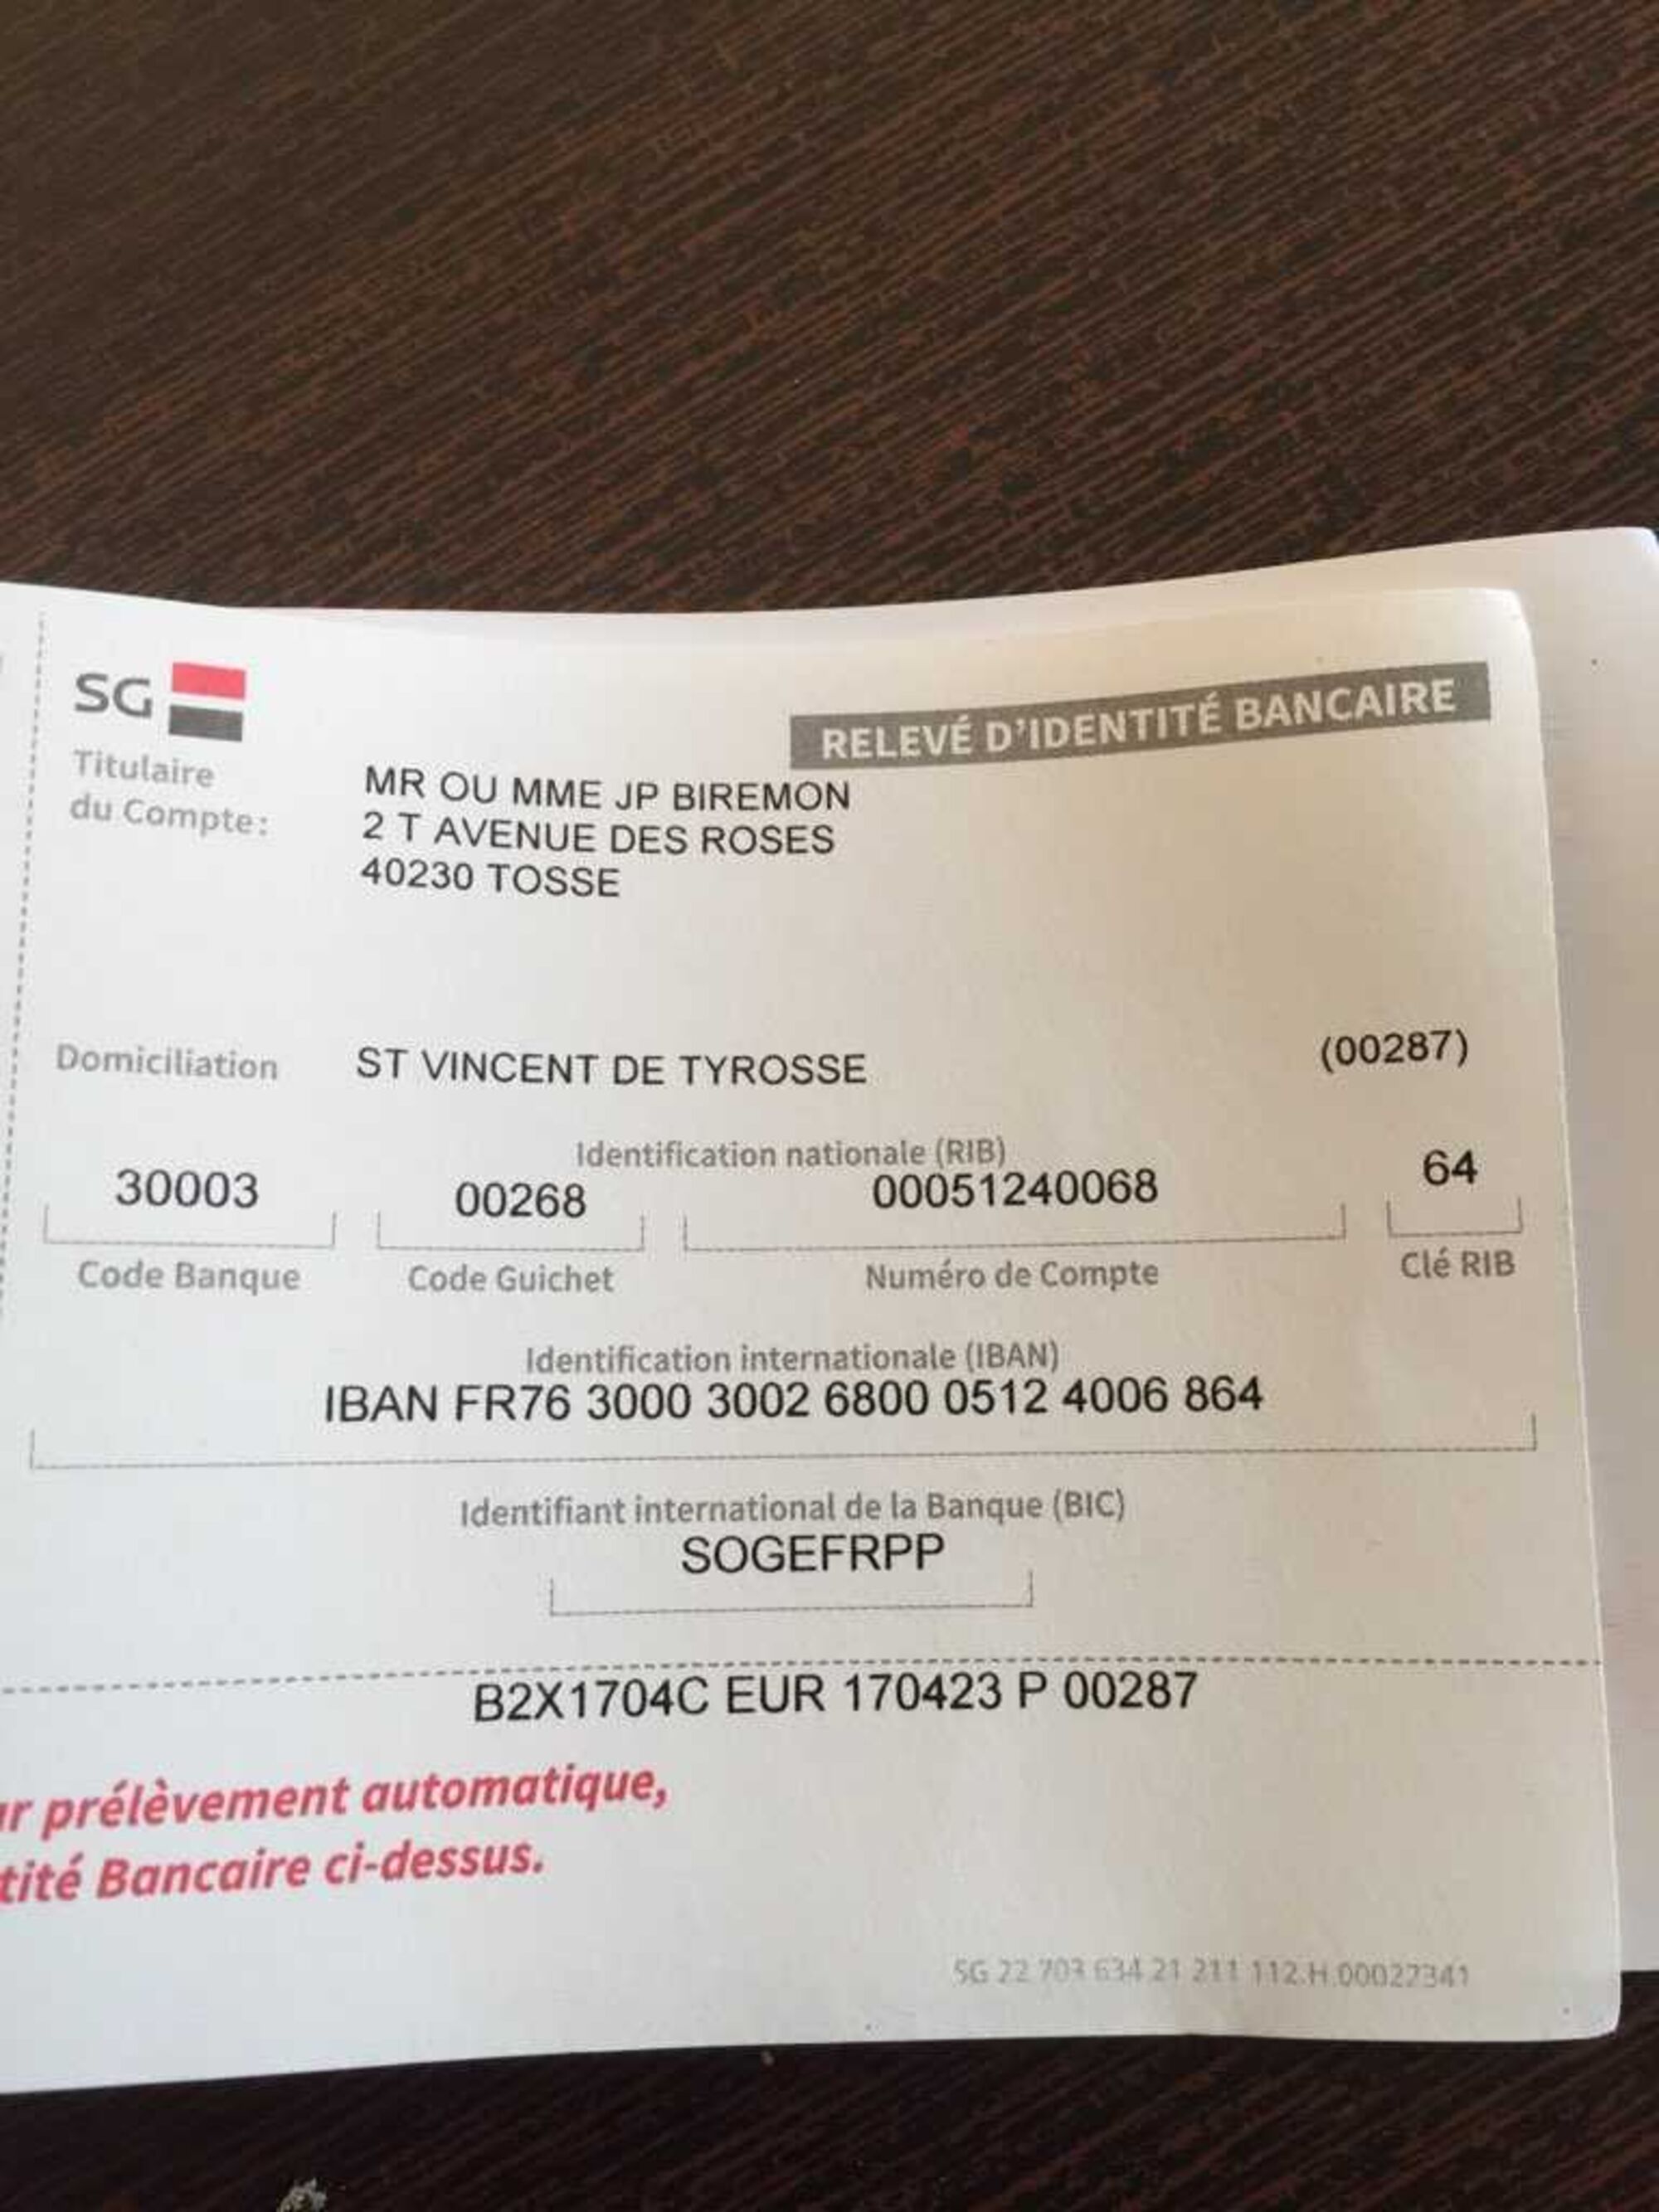 SG
RELEVÉ D'IDENTITÉ BANCAIRE
Titulaire
du Compte:
MR OU MME JP BIREMON
2 T AVENUE DES ROSES
40230 TOSSE
Domiciliation ST VINCENT DE TYROSSE (00287)
Identification nationale (RIB)
30003 00268 00051240068 64
Code Banque Code Guichet Numéro de Compte Clé RIB
Identification internationale (IBAN)
IBAN FR76 3000 3002 6800 0512 4006 864
Identifiant international de la Banque (BIC)
SOGEFRPP
B2X1704C EUR 170423 P 00287
ar prélèvement automatique,
tité Bancaire ci-dessus.
SG 22 703 634 21 211 112.H.00022341